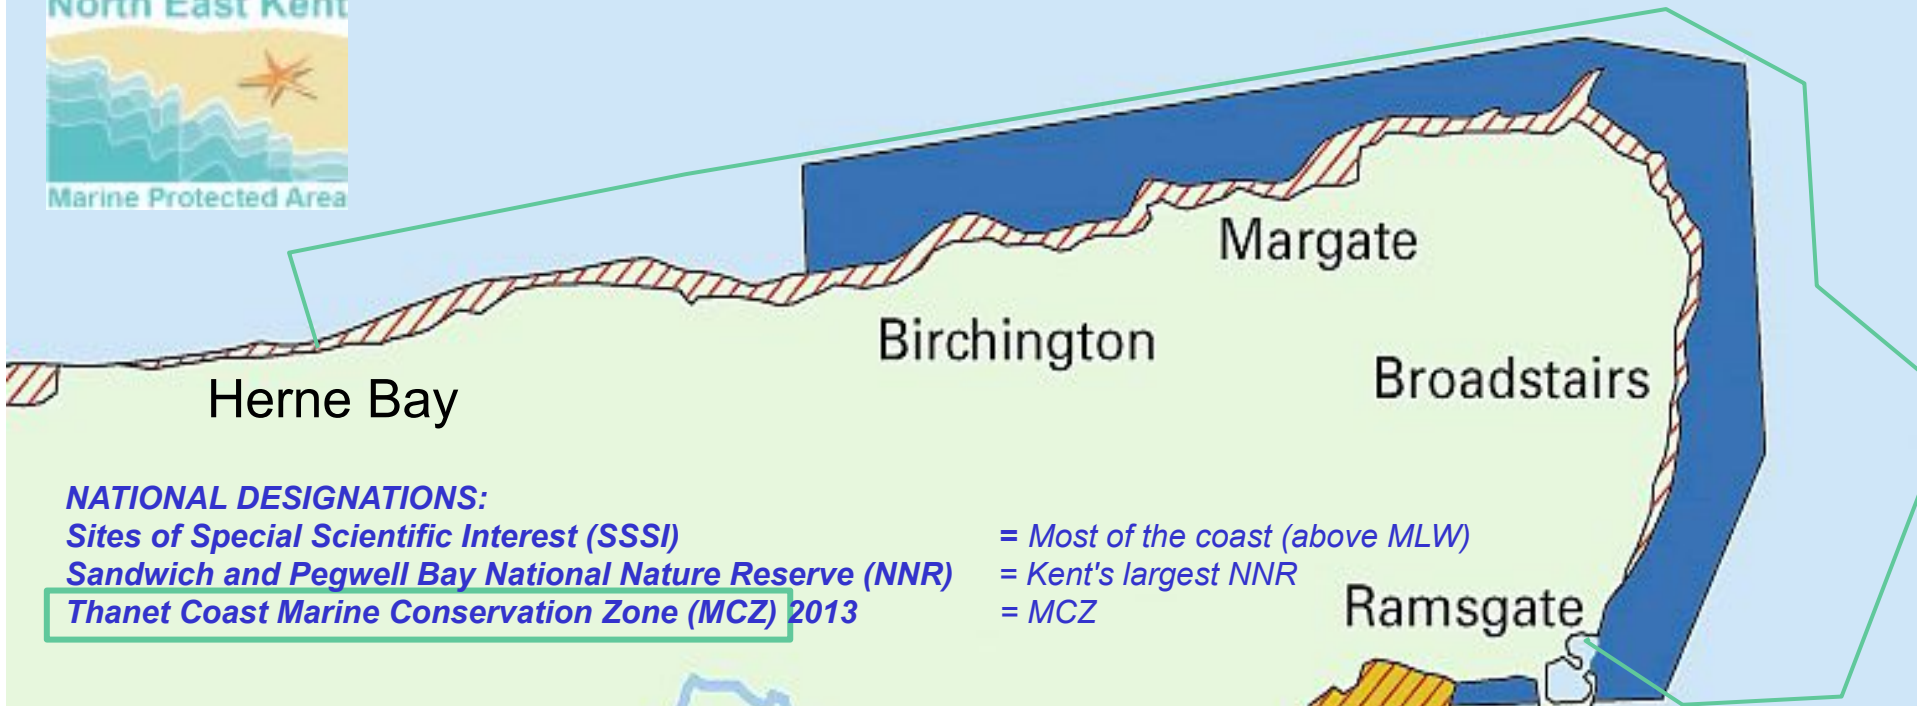 North East Kent
Marine Protected Area
Margate
Birchington
Broadstairs
Herne Bay
NATIONAL DESIGNATIONS:
Sites of Special Scientific Interest (SSSI) = Most of the coast (above MLW)
Sandwich and Pegwell Bay National Nature Reserve (NNR) = Kent's largest NNR
Thanet Coast Marine Conservation Zone (MCZ) 2013 = MCZ
Ramsgate